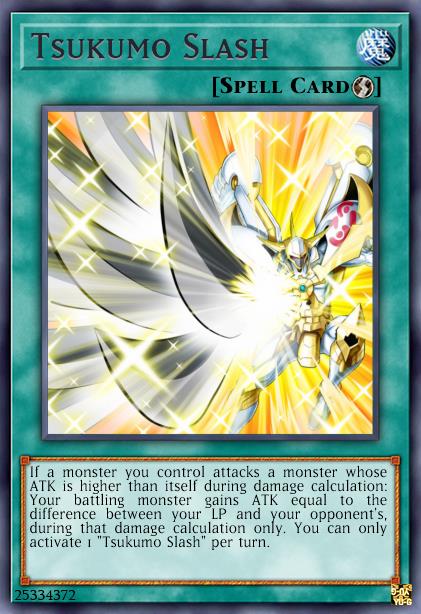 Tsukumo Slash
魔
[Spell Card]
If a monster you control attacks a monster whose
ATK is higher than itself during damage calculation:
Your battling monster gains ATK equal to the
difference between your LP and your opponent's,
during that damage calculation only. You can only
activate 1 "Tsukumo Slash" per turn.
25334372